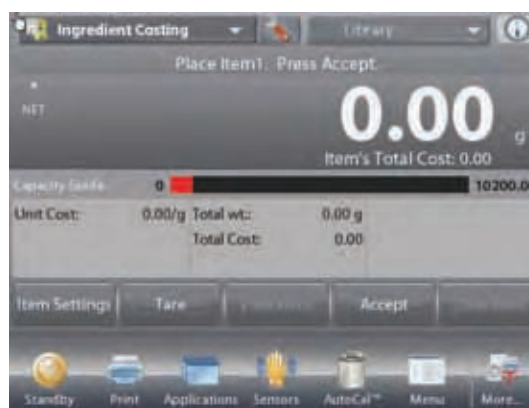 Ingredient Costing Library
Place Item1. Press Accept.
NET
0.00 g
Item's Total Cost: 0.00
Capacity Guide 0 10200.0
Unit Cost: 0.00/g Total wt.: 0.00 g
Total Cost: 0.00
Item Settings Tare Accept
Standby Print Applications Sensors AutoCal™ Menu More...